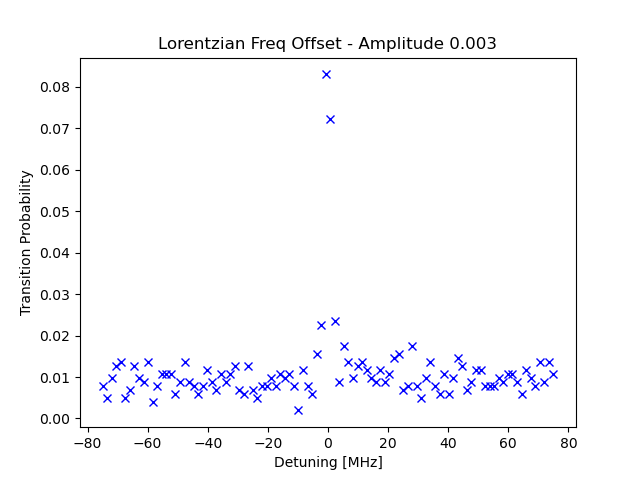 Lorentzian Freq Offset - Amplitude 0.003
Transition Probability
0.08
0.07
0.06
0.05
0.04
0.03
0.02
0.01
0.00
−80 −60 −40 −20 0 20 40 60 80
Detuning [MHz]